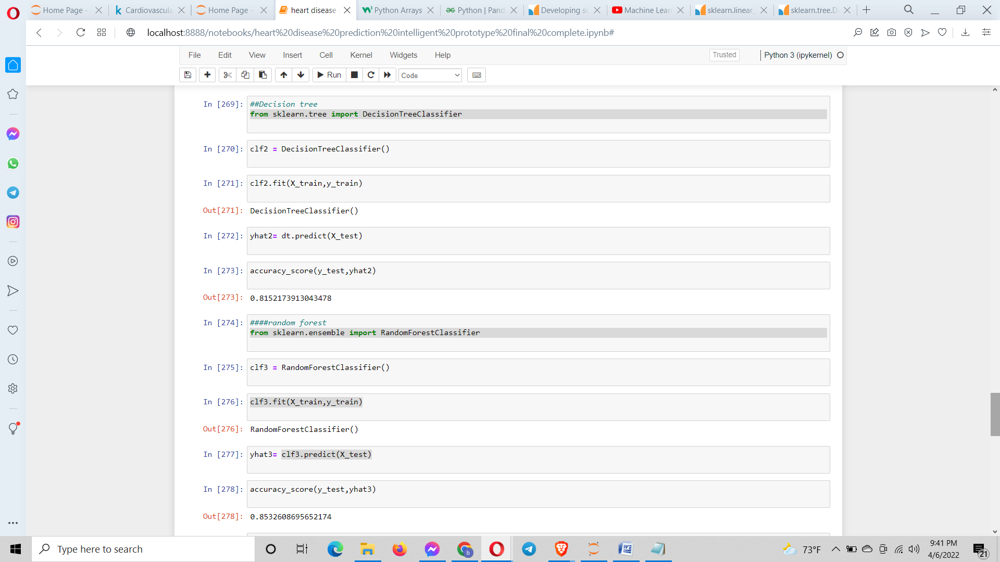 Home Page -
Cardiovascula
Home Page -
heart disease
Python Arrays
Python | Pand
Developing sc
Machine Lear
sklearn.linear_
sklearn.tree.D
localhost:8888/notebooks/heart%20disease%20prediction%20intelligent%20prototype%20final%20complete.ipynb#
File Edit View Insert Cell Kernel Widgets Help Trusted Python 3 (ipykernel)
Run Code
In [269]: ##Decision tree
from sklearn.tree import DecisionTreeClassifier
In [270]: clf2 = DecisionTreeClassifier()
In [271]: clf2.fit(X_train,y_train)
Out[271]: DecisionTreeClassifier()
In [272]: yhat2= dt.predict(X_test)
In [273]: accuracy_score(y_test,yhat2)
Out[273]: 0.8152173913043478
In [274]: ####random forest
from sklearn.ensemble import RandomForestClassifier
In [275]: clf3 = RandomForestClassifier()
In [276]: clf3.fit(X_train,y_train)
Out[276]: RandomForestClassifier()
In [277]: yhat3= clf3.predict(X_test)
In [278]: accuracy_score(y_test,yhat3)
Out[278]: 0.8532608695652174
Type here to search
73°F
9:41 PM
4/6/2022
21